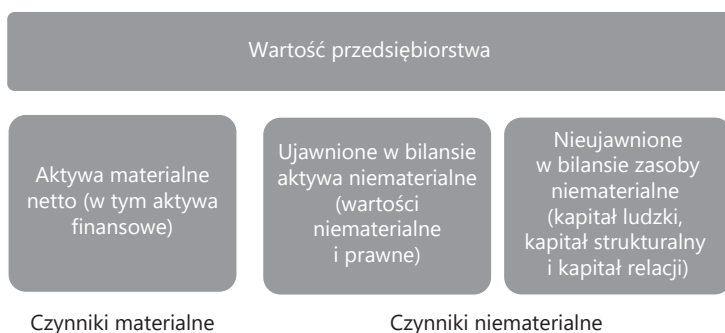 Wartość przedsiębiorstwa
Aktywa materialne
netto (w tym aktywa
finansowe)
Ujawnione w bilansie
aktywa niematerialne
(wartości
niematerialne
i prawne)
Nieujawnione
w bilansie zasoby
niematerialne
(kapitał ludzki,
kapitał strukturalny
i kapitał relacji)
Czynniki materialne
Czynniki niematerialne